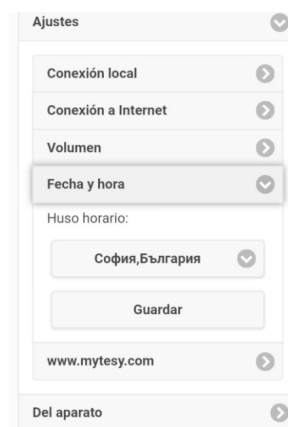 Ajustes
Conexión local
Conexión a Internet
Volumen
Fecha y hora
Huso horario:
София,България
Guardar
www.mytesy.com
Del aparato